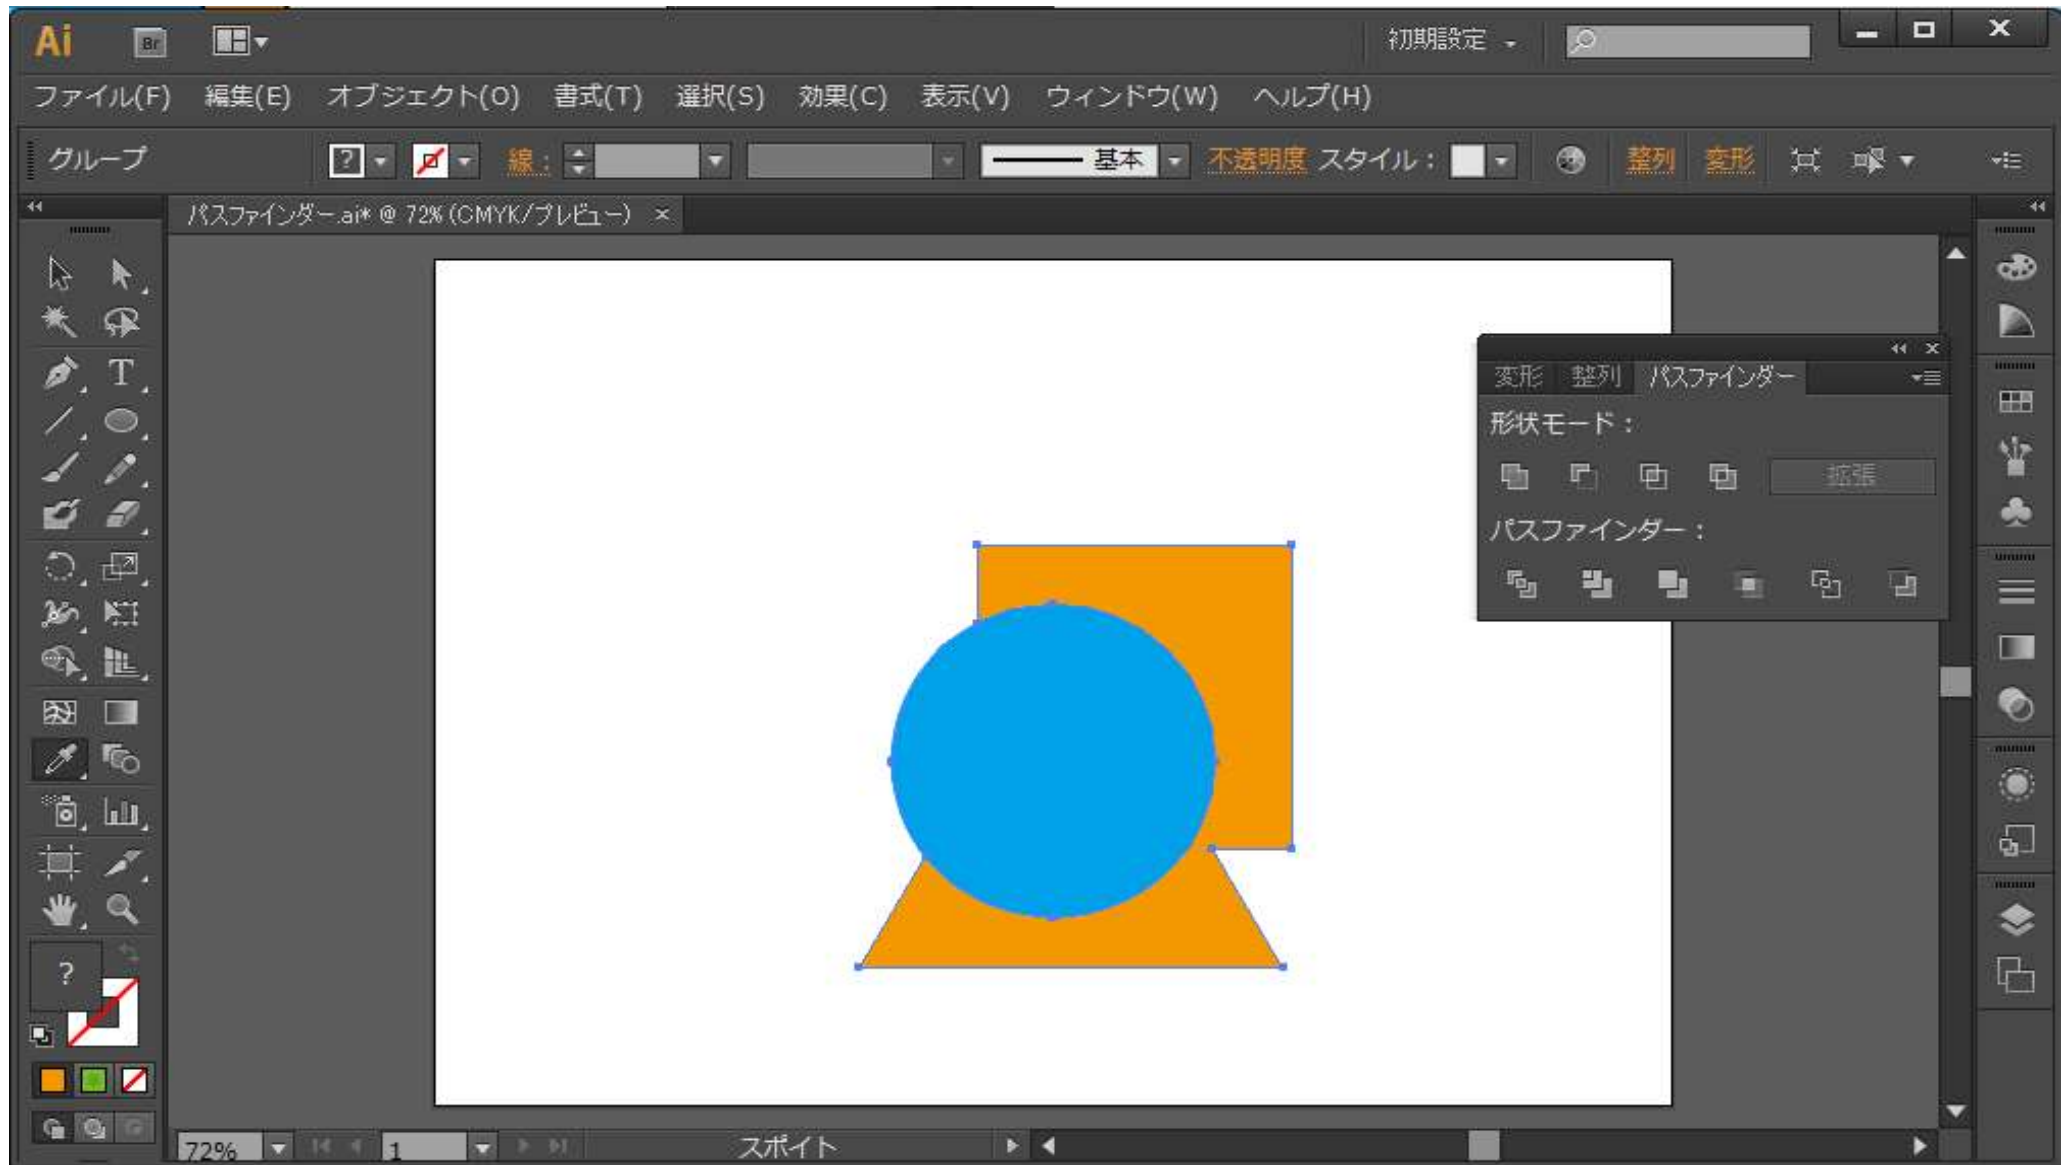 Ai Br 初期設定
ファイル(F) 編集(E) オブジェクト(O) 書式(T) 選択(S) 効果(C) 表示(V) ウィンドウ(W) ヘルプ(H)
グループ ? 線: 基本 不透明度 スタイル: 整列 変形
パスファインダー.ai* @ 72% (CMYK/プレビュー) ×
変形 整列 パスファインダー
形状モード:
拡張
パスファインダー:
T
?
72% 1 スポイト